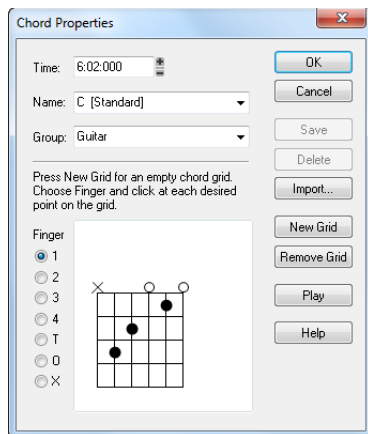 Chord Properties
Time: 6:02:000
OK
Name: C [Standard]
Cancel
Group: Guitar
Save
Delete
Press New Grid for an empty chord grid.
Choose Finger and click at each desired
point on the grid.
Import...
Finger
New Grid
1
Remove Grid
2
3
Play
4
T
Help
O
X
X O O